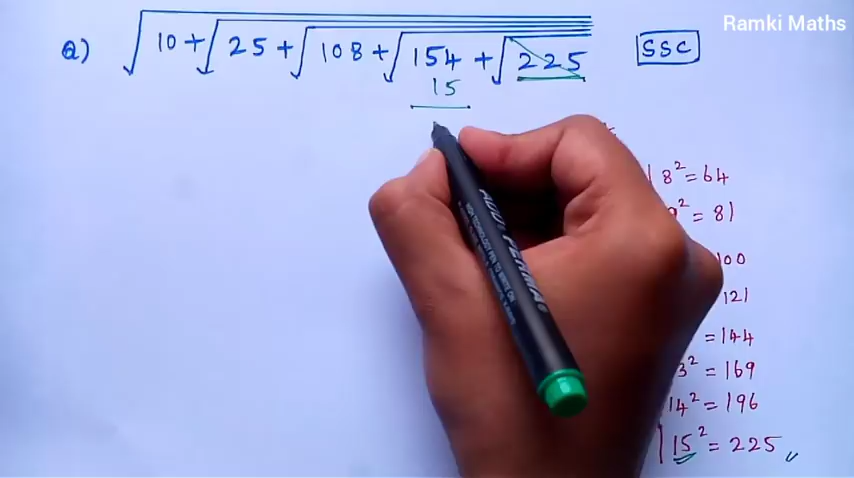 Ramki Maths
Q) √10+√25+√108+√154+√225 SSC
15
8² = 64
9² = 81
100
121
= 144
3² = 169
14² = 196
15² = 225